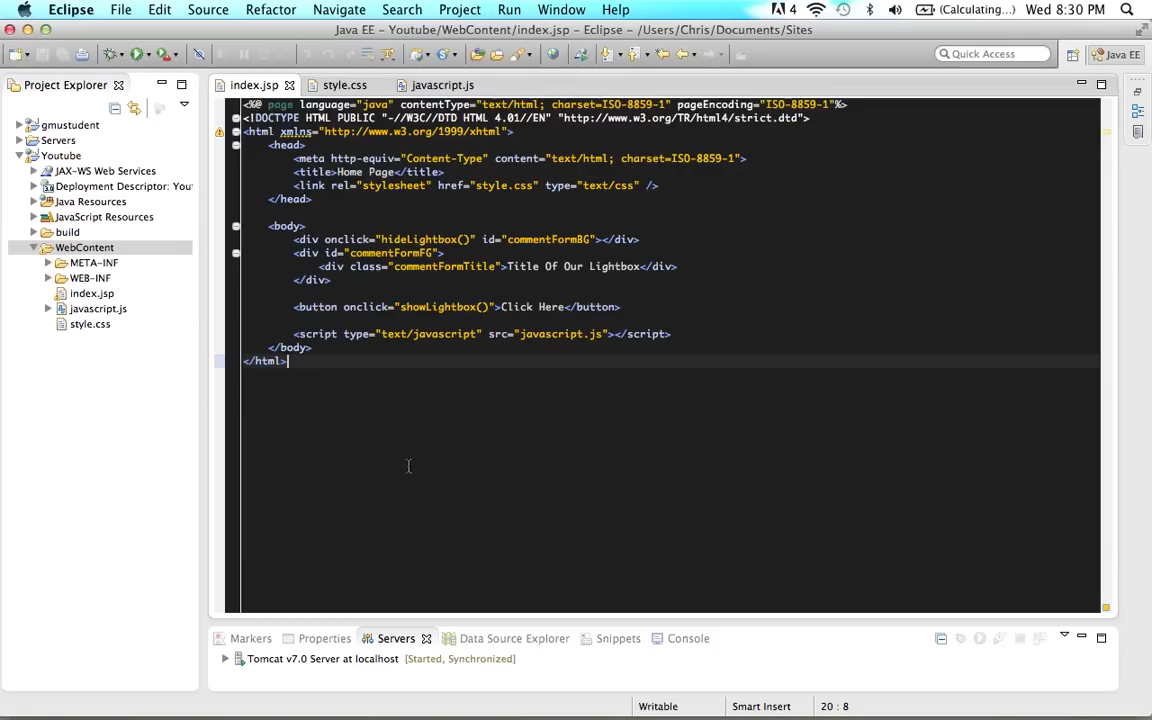 Eclipse File Edit Source Refactor Navigate Search Project Run Window Help 4 (Calculating...) Wed 8:30 PM
Java EE – Youtube/WebContent/index.jsp – Eclipse – /Users/Chris/Documents/Sites
Quick Access Java EE
Project Explorer
index.jsp style.css javascript.js
gmustudent
Servers
Youtube
JAX-WS Web Services
Deployment Descriptor: You
Java Resources
JavaScript Resources
build
WebContent
META-INF
WEB-INF
index.jsp
javascript.js
style.css
<%@ page language="java" contentType="text/html; charset=ISO-8859-1" pageEncoding="ISO-8859-1"%>
<!DOCTYPE HTML PUBLIC "-//W3C//DTD HTML 4.01//EN" "http://www.w3.org/TR/html4/strict.dtd">
<html xmlns="http://www.w3.org/1999/xhtml">
<head>
<meta http-equiv="Content-Type" content="text/html; charset=ISO-8859-1">
<title>Home Page</title>
<link rel="stylesheet" href="style.css" type="text/css" />
</head>
<body>
<div onclick="hideLightbox()" id="commentFormBG"></div>
<div id="commentFormFG">
<div class="commentFormTitle">Title Of Our Lightbox</div>
</div>
<button onclick="showLightbox()">Click Here</button>
<script type="text/javascript" src="javascript.js"></script>
</body>
</html>
Markers Properties Servers Data Source Explorer Snippets Console
Tomcat v7.0 Server at localhost [Started, Synchronized]
Writable Smart Insert 20 : 8